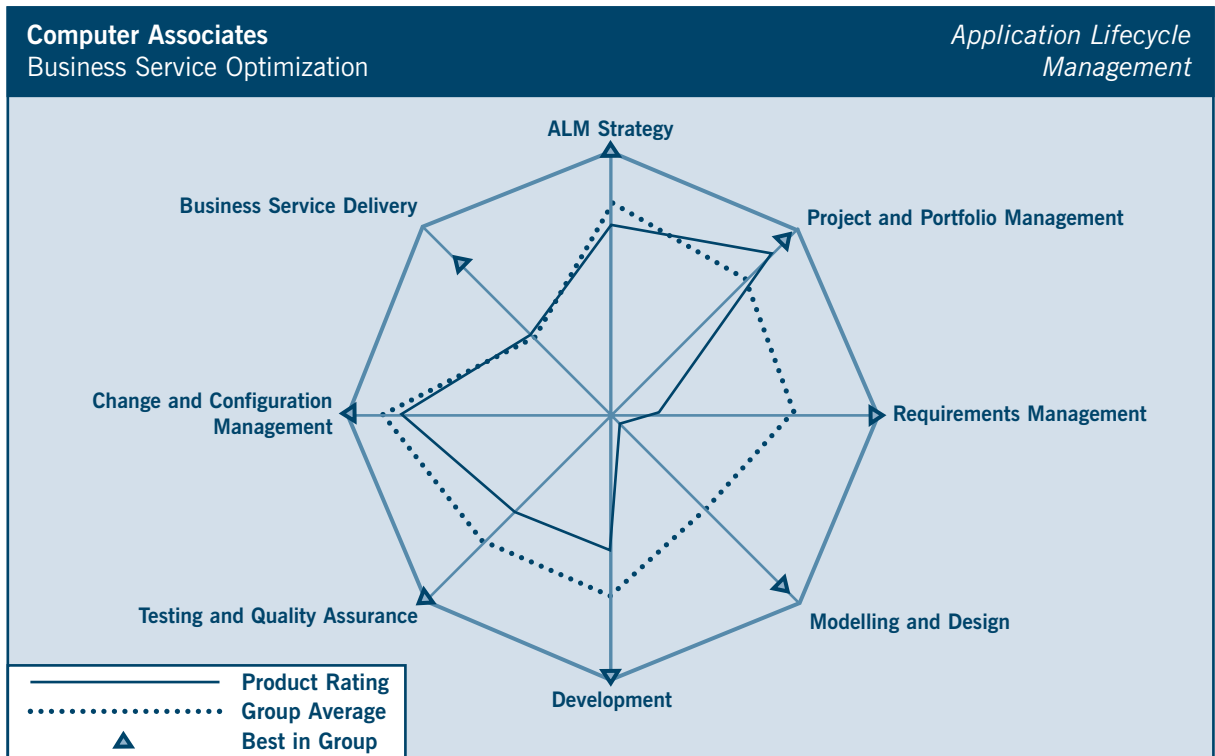 Computer Associates
Business Service Optimization
Application Lifecycle
Management
ALM Strategy
Business Service Delivery
Project and Portfolio Management
Change and Configuration
Management
Requirements Management
Testing and Quality Assurance
Modelling and Design
Development
Product Rating
Group Average
Best in Group